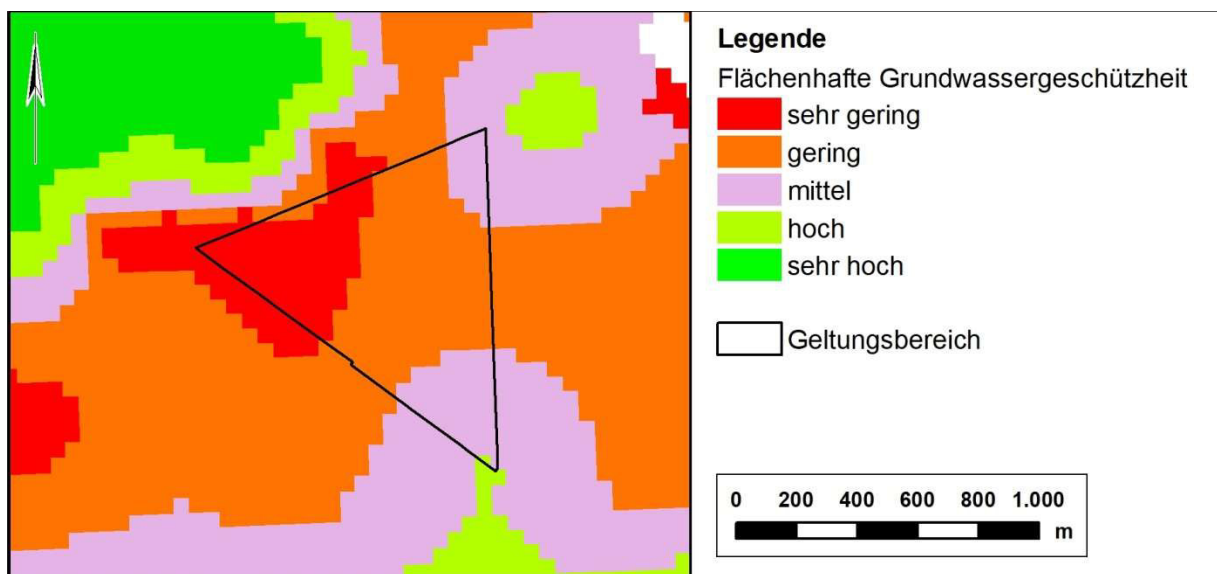 Legende
Flächenhafte Grundwassergeschütztheit
sehr gering
gering
mittel
hoch
sehr hoch
Geltungsbereich
0 200 400 600 800 1.000
m